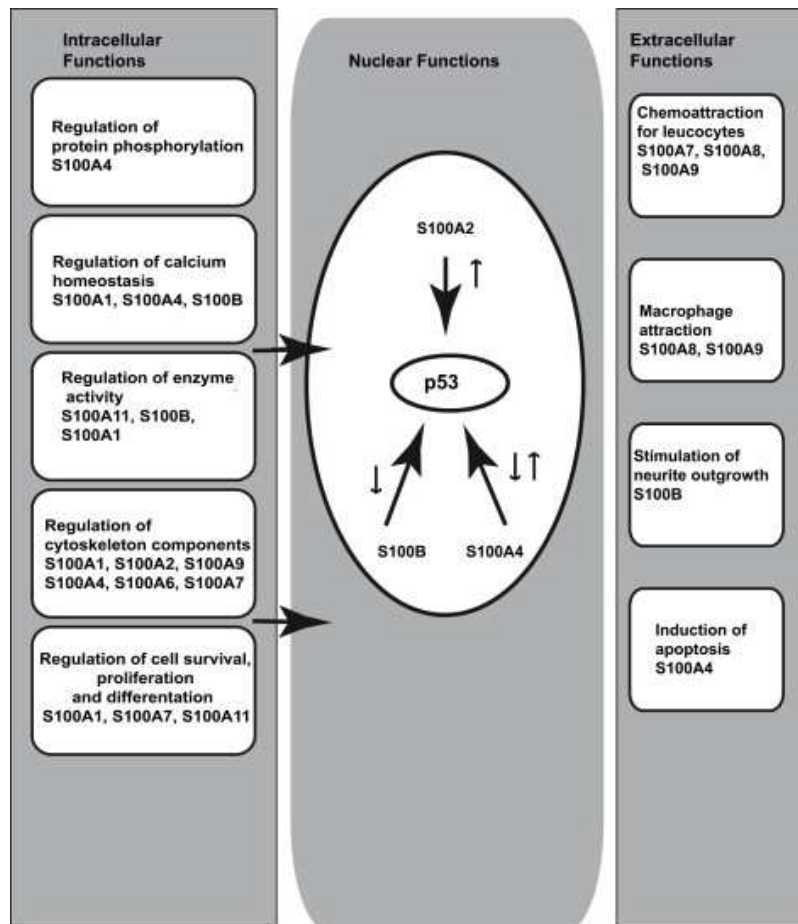 Intracellular
Functions
Regulation of
protein phosphorylation
S100A4
Regulation of calcium
homeostasis
S100A1, S100A4, S100B
Regulation of enzyme
activity
S100A11, S100B,
S100A1
Regulation of
cytoskeleton components
S100A1, S100A2, S100A9
S100A4, S100A6, S100A7
Regulation of cell survival,
proliferation
and differentation
S100A1, S100A7, S100A11
Nuclear Functions
S100A2
↑
p53
↓
↓↑
S100B
S100A4
Extracellular
Functions
Chemoattraction
for leucocytes
S100A7, S100A8,
S100A9
Macrophage
attraction
S100A8, S100A9
Stimulation of
neurite outgrowth
S100B
Induction of
apoptosis
S100A4